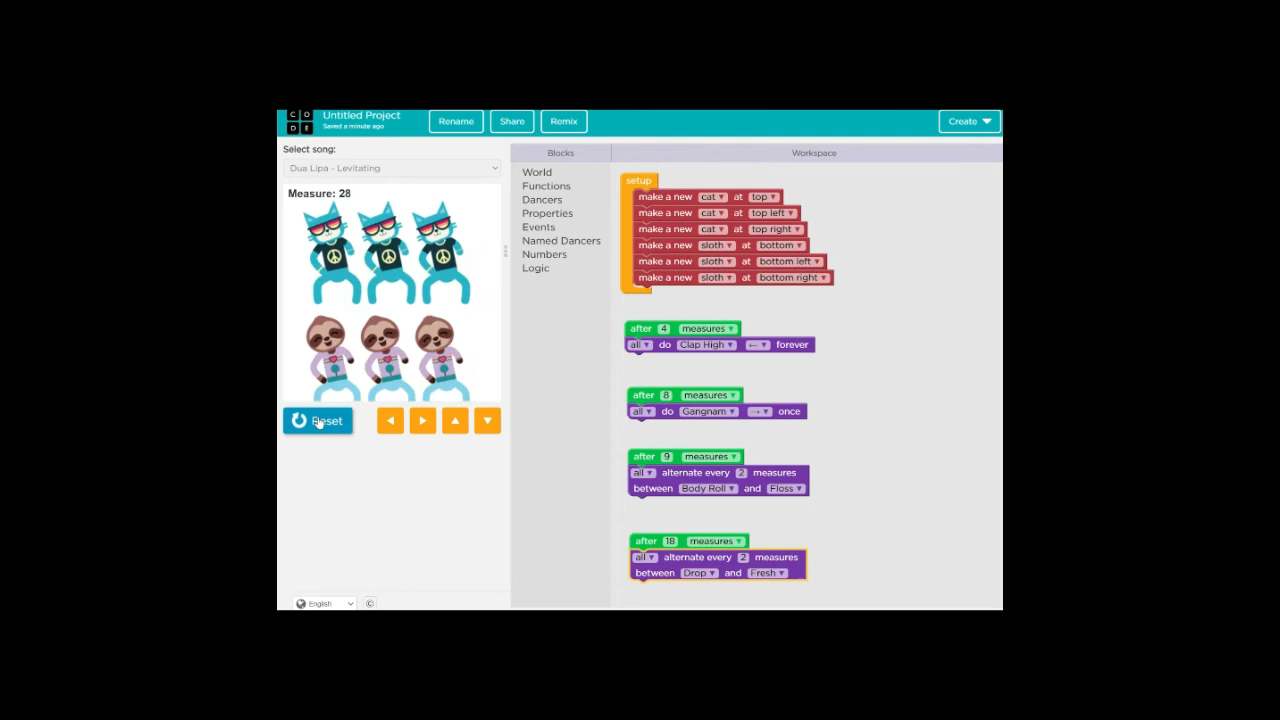 C O
D E
Untitled Project
Saved a minute ago
Rename
Share
Remix
Create
Select song:
Dua Lipa - Levitating
Measure: 28
Reset
English
©
Blocks
World
Functions
Dancers
Properties
Events
Named Dancers
Numbers
Logic
Workspace
setup
make a new cat at top
make a new cat at top left
make a new cat at top right
make a new sloth at bottom
make a new sloth at bottom left
make a new sloth at bottom right
after 4 measures
all do Clap High ← forever
after 8 measures
all do Gangnam → once
after 9 measures
all alternate every 2 measures
between Body Roll and Floss
after 18 measures
all alternate every 2 measures
between Drop and Fresh